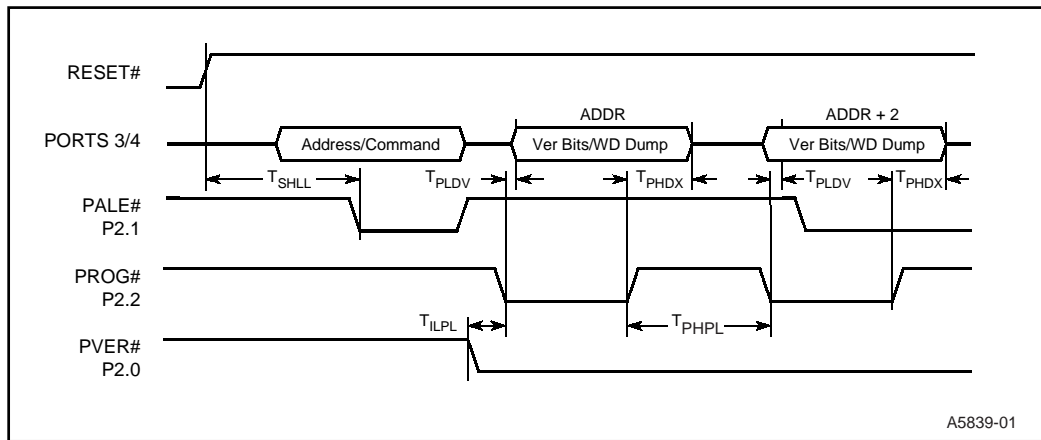 RESET#
ADDR
ADDR + 2
PORTS 3/4
Address/Command
Ver Bits/WD Dump
Ver Bits/WD Dump
TSHLL
TPLDV
TPHDX
TPLDV
TPHDX
PALE#
P2.1
PROG#
P2.2
TILPL
TPHPL
PVER#
P2.0
A5839-01